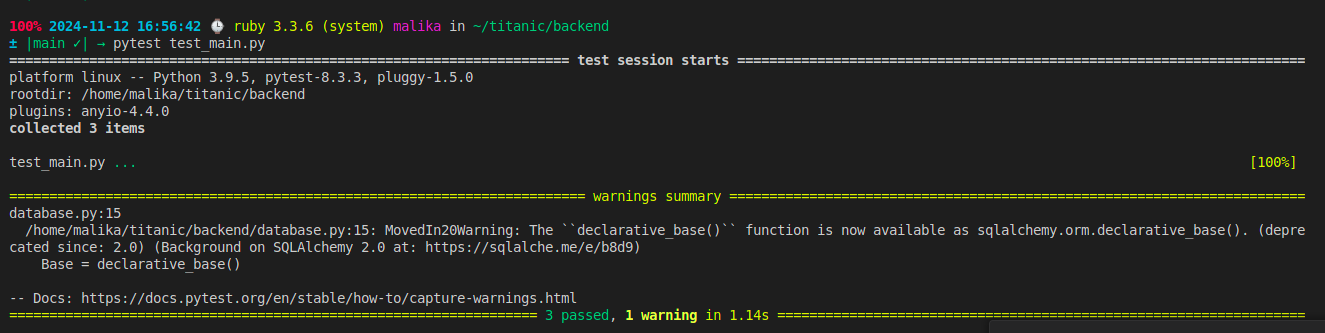 100% 2024-11-12 16:56:42 🕒 ruby 3.3.6 (system) malika in ~/titanic/backend
± |main ✓| → pytest test_main.py
======================================================================= test session starts =======================================================================
platform linux -- Python 3.9.5, pytest-8.3.3, pluggy-1.5.0
rootdir: /home/malika/titanic/backend
plugins: anyio-4.4.0
collected 3 items
test_main.py ... [100%]
======================================================================== warnings summary ========================================================================
database.py:15
/home/malika/titanic/backend/database.py:15: MovedIn20Warning: The ``declarative_base()`` function is now available as sqlalchemy.orm.declarative_base(). (depre
cated since: 2.0) (Background on SQLAlchemy 2.0 at: https://sqlalche.me/e/b8d9)
Base = declarative_base()
-- Docs: https://docs.pytest.org/en/stable/how-to/capture-warnings.html
================================================================== 3 passed, 1 warning in 1.14s ==================================================================